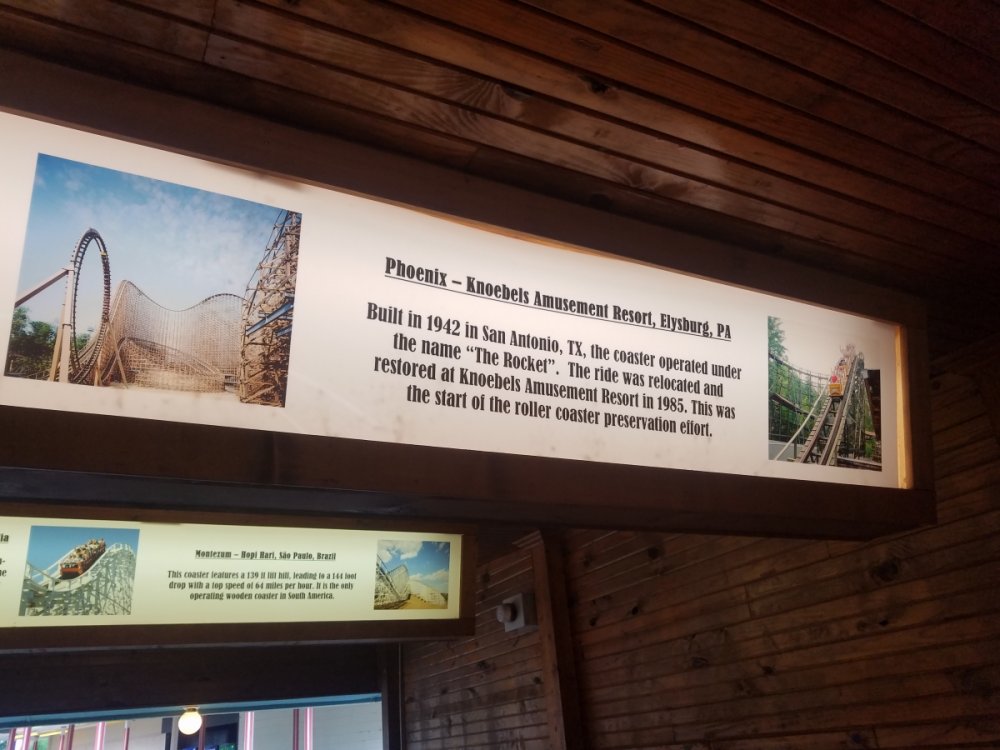 Phoenix – Knoebels Amusement Resort, Elysburg, PA
Built in 1942 in San Antonio, TX, the coaster operated under
the name “The Rocket”. The ride was relocated and
restored at Knoebels Amusement Resort in 1985. This was
the start of the roller coaster preservation effort.
Montezum – Hopi Hari, São Paulo, Brazil
This coaster features a 139 ft lift hill, leading to a 144 foot
drop with a top speed of 64 miles per hour. It is the only
operating wooden coaster in South America.